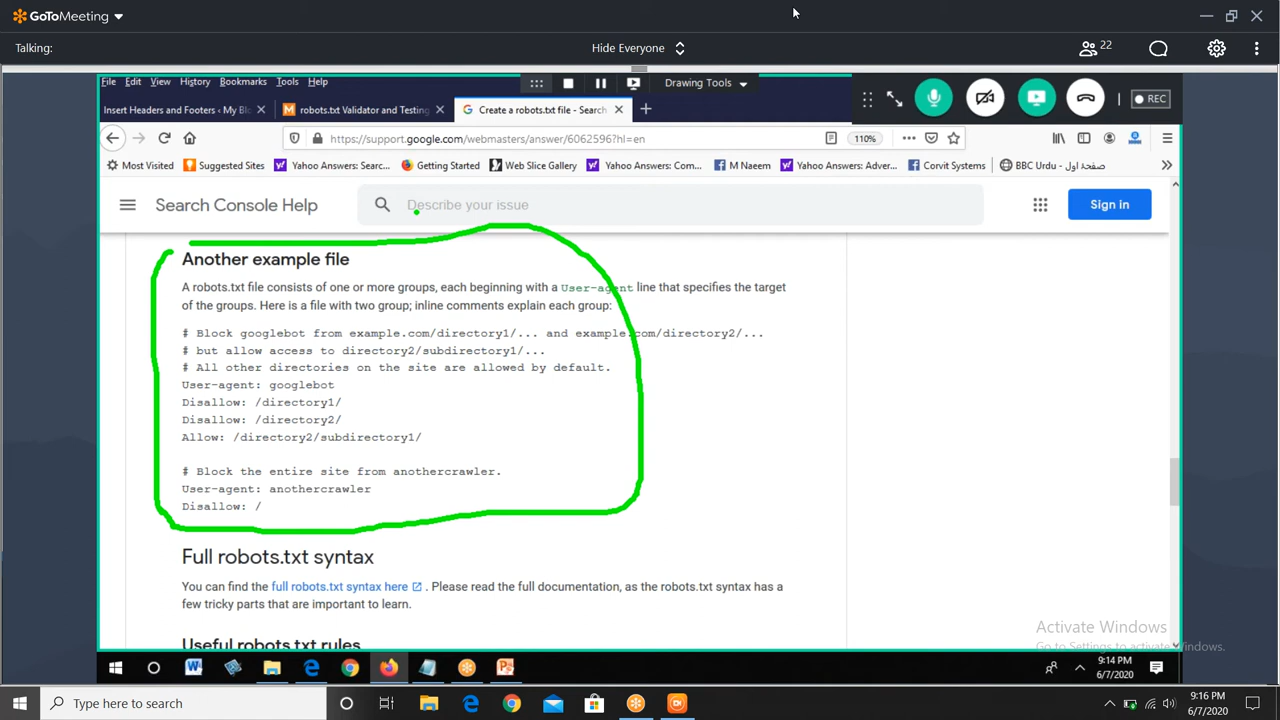 GoToMeeting
Talking:
Hide Everyone
22
File Edit View History Bookmarks Tools Help
Drawing Tools
REC
Insert Headers and Footers ‹ My Blo
robots.txt Validator and Testing
Create a robots.txt file - Search
https://support.google.com/webmasters/answer/6062596?hl=en
110%
Most Visited
Suggested Sites
Yahoo Answers: Searc...
Getting Started
Web Slice Gallery
Yahoo Answers: Com...
M Naeem
Yahoo Answers: Adver...
Corvit Systems
BBC Urdu - صفحۂ اول
Search Console Help
Describe your issue
Sign in
Another example file
A robots.txt file consists of one or more groups, each beginning with a User-agent line that specifies the target
of the groups. Here is a file with two group; inline comments explain each group:
# Block googlebot from example.com/directory1/... and example.com/directory2/...
# but allow access to directory2/subdirectory1/...
# All other directories on the site are allowed by default.
User-agent: googlebot
Disallow: /directory1/
Disallow: /directory2/
Allow: /directory2/subdirectory1/
# Block the entire site from anothercrawler.
User-agent: anothercrawler
Disallow: /
Full robots.txt syntax
You can find the full robots.txt syntax here . Please read the full documentation, as the robots.txt syntax has a
few tricky parts that are important to learn.
Useful robots.txt rules
Activate Windows
Go to Settings to activate Windows.
9:14 PM
6/7/2020
Type here to search
9:16 PM
6/7/2020